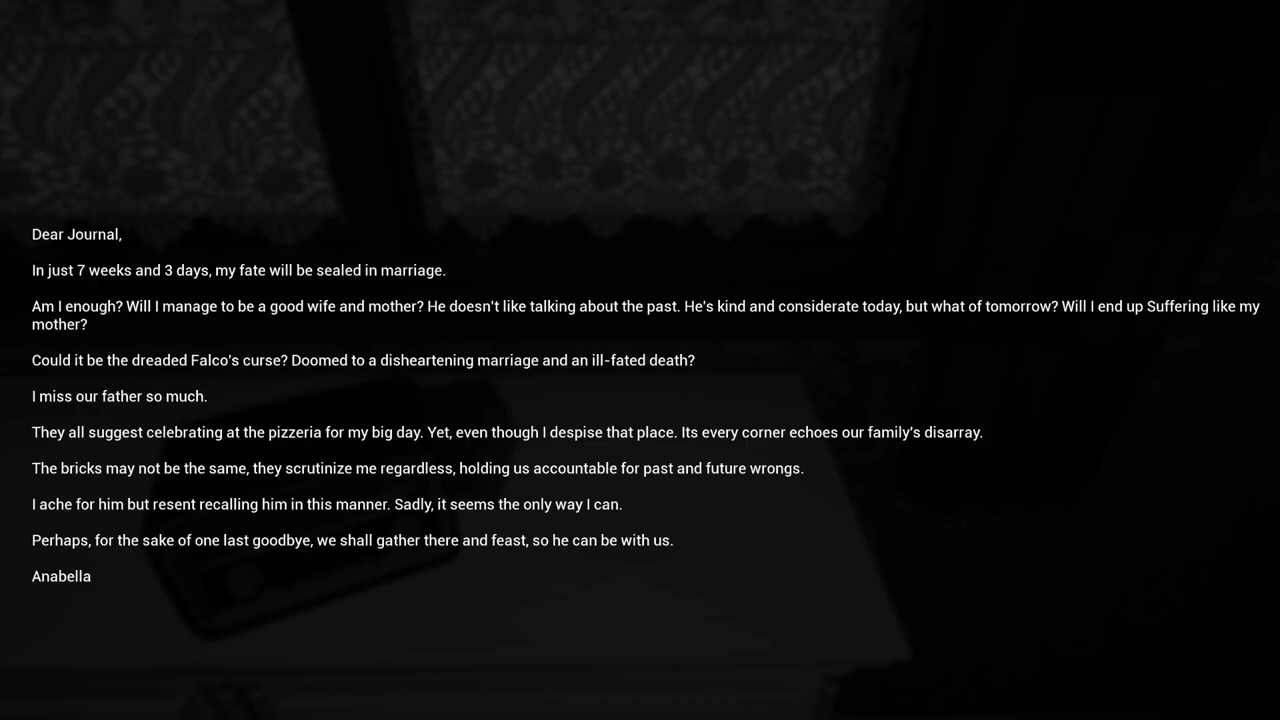 Dear Journal,
In just 7 weeks and 3 days, my fate will be sealed in marriage.
Am I enough? Will I manage to be a good wife and mother? He doesn't like talking about the past. He's kind and considerate today, but what of tomorrow? Will I end up Suffering like my
mother?
Could it be the dreaded Falco's curse? Doomed to a disheartening marriage and an ill-fated death?
I miss our father so much.
They all suggest celebrating at the pizzeria for my big day. Yet, even though I despise that place. Its every corner echoes our family's disarray.
The bricks may not be the same, they scrutinize me regardless, holding us accountable for past and future wrongs.
I ache for him but resent recalling him in this manner. Sadly, it seems the only way I can.
Perhaps, for the sake of one last goodbye, we shall gather there and feast, so he can be with us.
Anabella